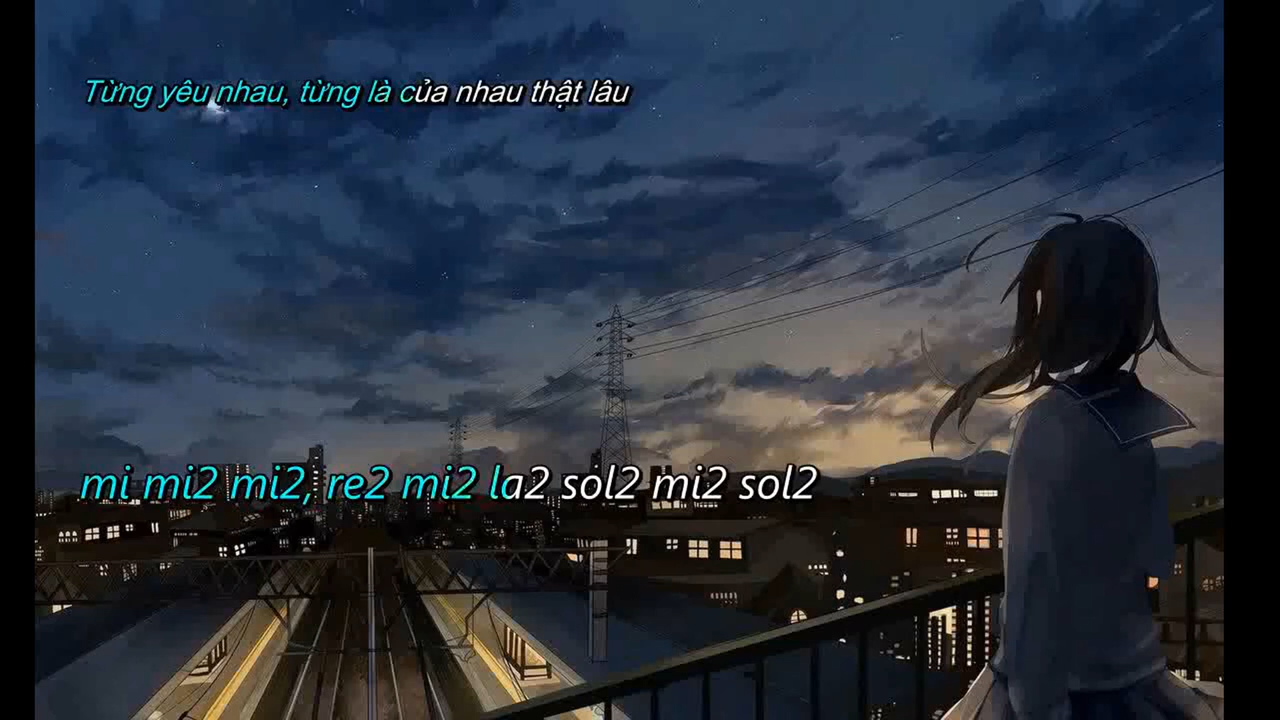 Từng yêu nhau, từng là của nhau thật lâu
mi mi2 mi2, re2 mi2 la2 sol2 mi2 sol2